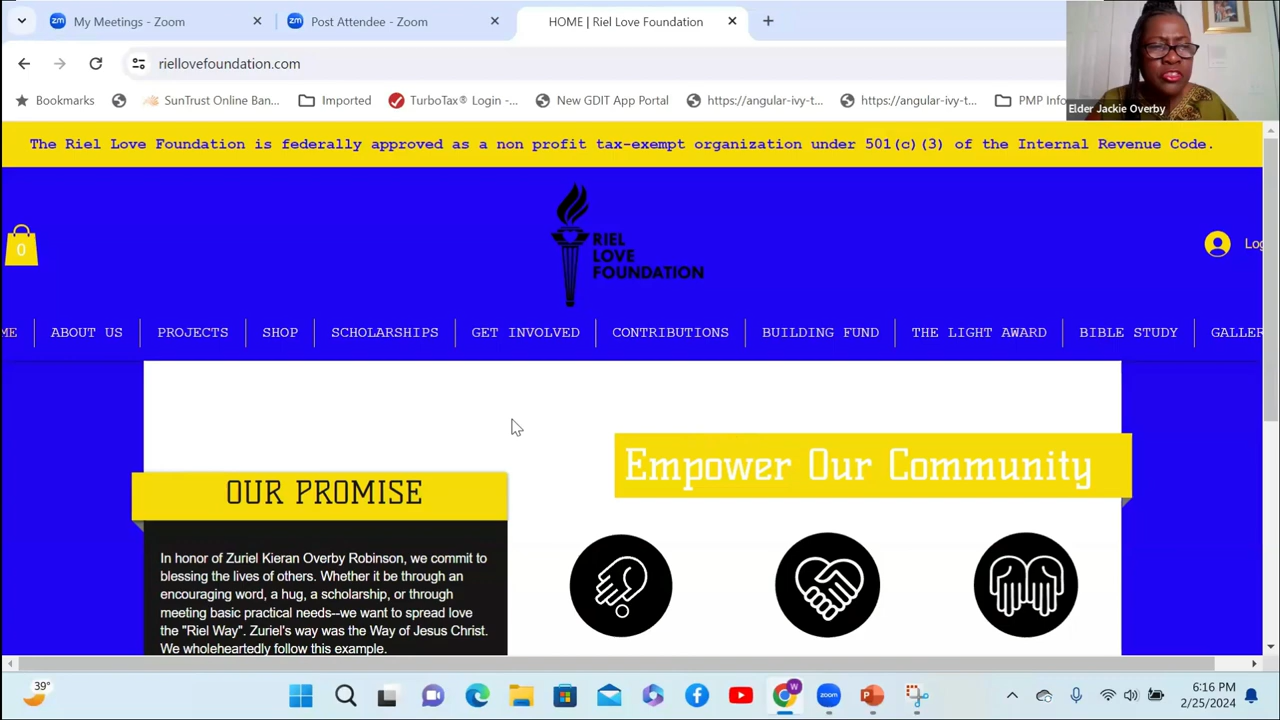 My Meetings - Zoom
Post Attendee - Zoom
HOME | Riel Love Foundation
riellovefoundation.com
Bookmarks
SunTrust Online Ban...
Imported
TurboTax® Login -...
New GDIT App Portal
https://angular-ivy-t...
https://angular-ivy-t...
PMP Info
Elder Jackie Overby
The Riel Love Foundation is federally approved as a non profit tax-exempt organization under 501(c)(3) of the Internal Revenue Code.
0
RIEL
LOVE
FOUNDATION
Log
ME
ABOUT US
PROJECTS
SHOP
SCHOLARSHIPS
GET INVOLVED
CONTRIBUTIONS
BUILDING FUND
THE LIGHT AWARD
BIBLE STUDY
GALLER
Empower Our Community
OUR PROMISE
In honor of Zuriel Kieran Overby Robinson, we commit to
blessing the lives of others. Whether it be through an
encouraging word, a hug, a scholarship, or through
meeting basic practical needs--we want to spread love
the "Riel Way". Zuriel's way was the Way of Jesus Christ.
We wholeheartedly follow this example.
39°
W
zoom
6:16 PM
2/25/2024